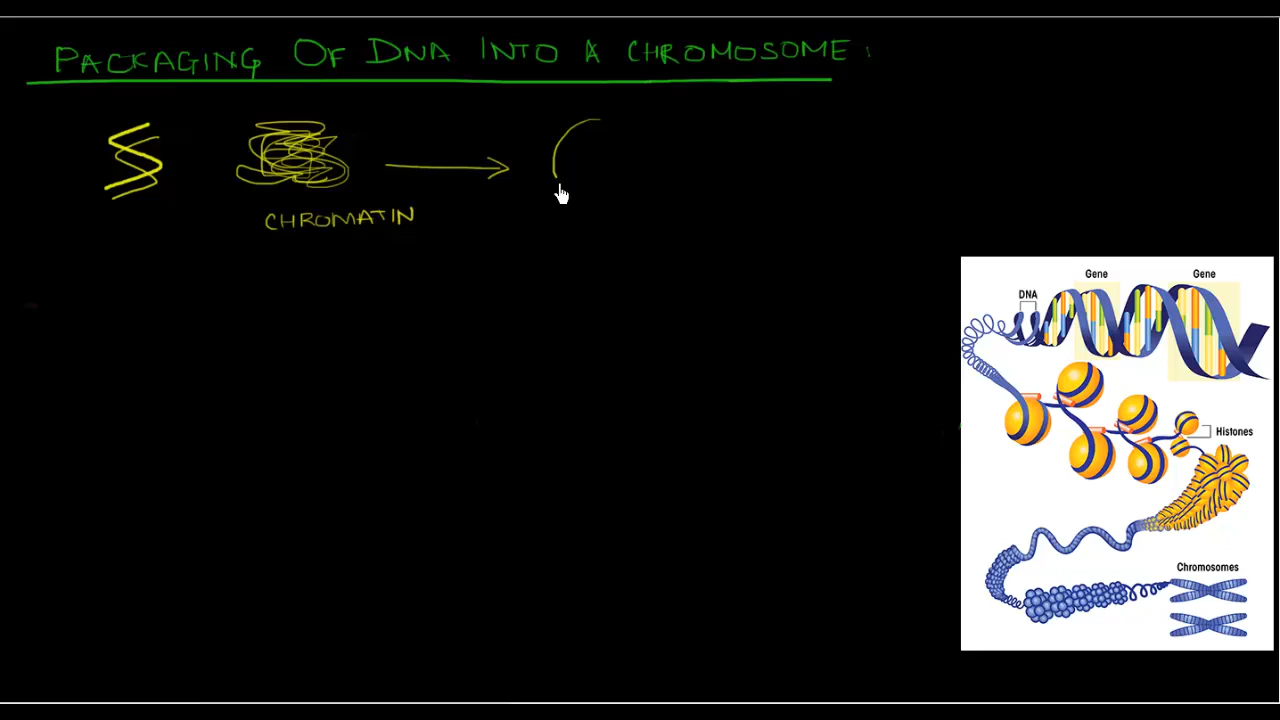 PACKAGING OF DNA INTO A CHROMOSOME:
CHROMATIN
Gene Gene
DNA
Histones
Chromosomes